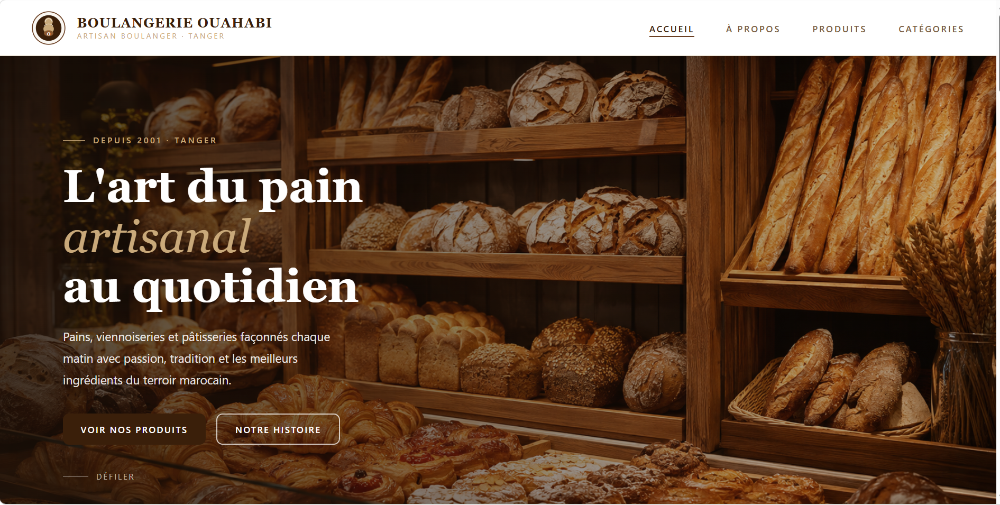 BOULANGERIE OUAHABI
ARTISAN BOULANGER · TANGER
ACCUEIL
À PROPOS
PRODUITS
CATÉGORIES
DEPUIS 2001 · TANGER
L'art du pain
artisanal
au quotidien
Pains, viennoiseries et pâtisseries façonnés chaque
matin avec passion, tradition et les meilleurs
ingrédients du terroir marocain.
VOIR NOS PRODUITS
NOTRE HISTOIRE
DÉFILER